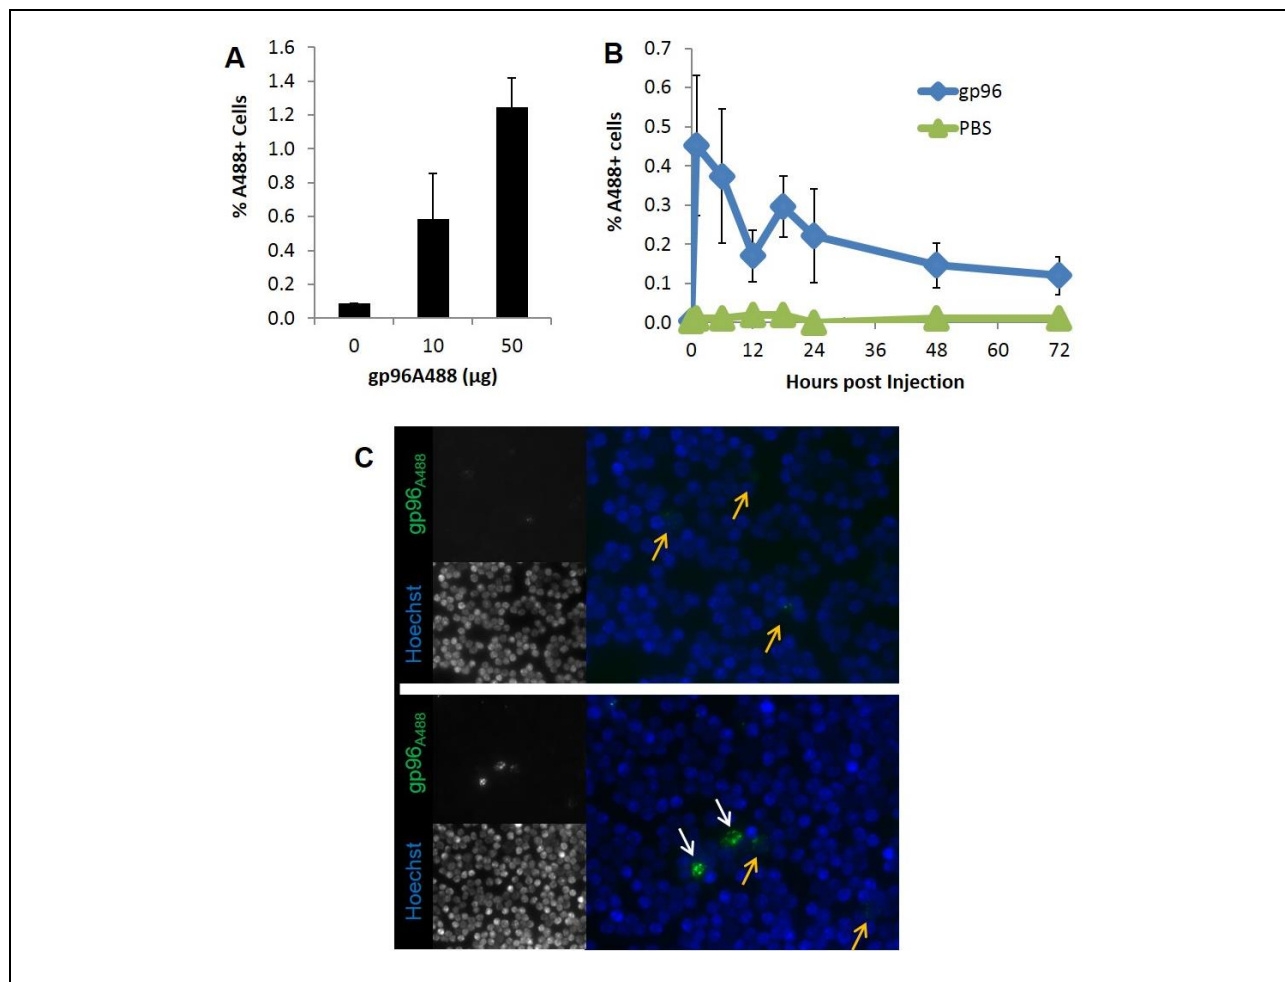 A
1.6
1.4
1.2
1.0
0.8
0.6
0.4
0.2
0.0
% A488+ Cells
0 10 50
gp96A488 (µg)
B
0.7
0.6
0.5
0.4
0.3
0.2
0.1
0.0
% A488+ cells
gp96
PBS
0 12 24 36 48 60 72
Hours post Injection
C
gp96A488
Hoechst
gp96A488
Hoechst